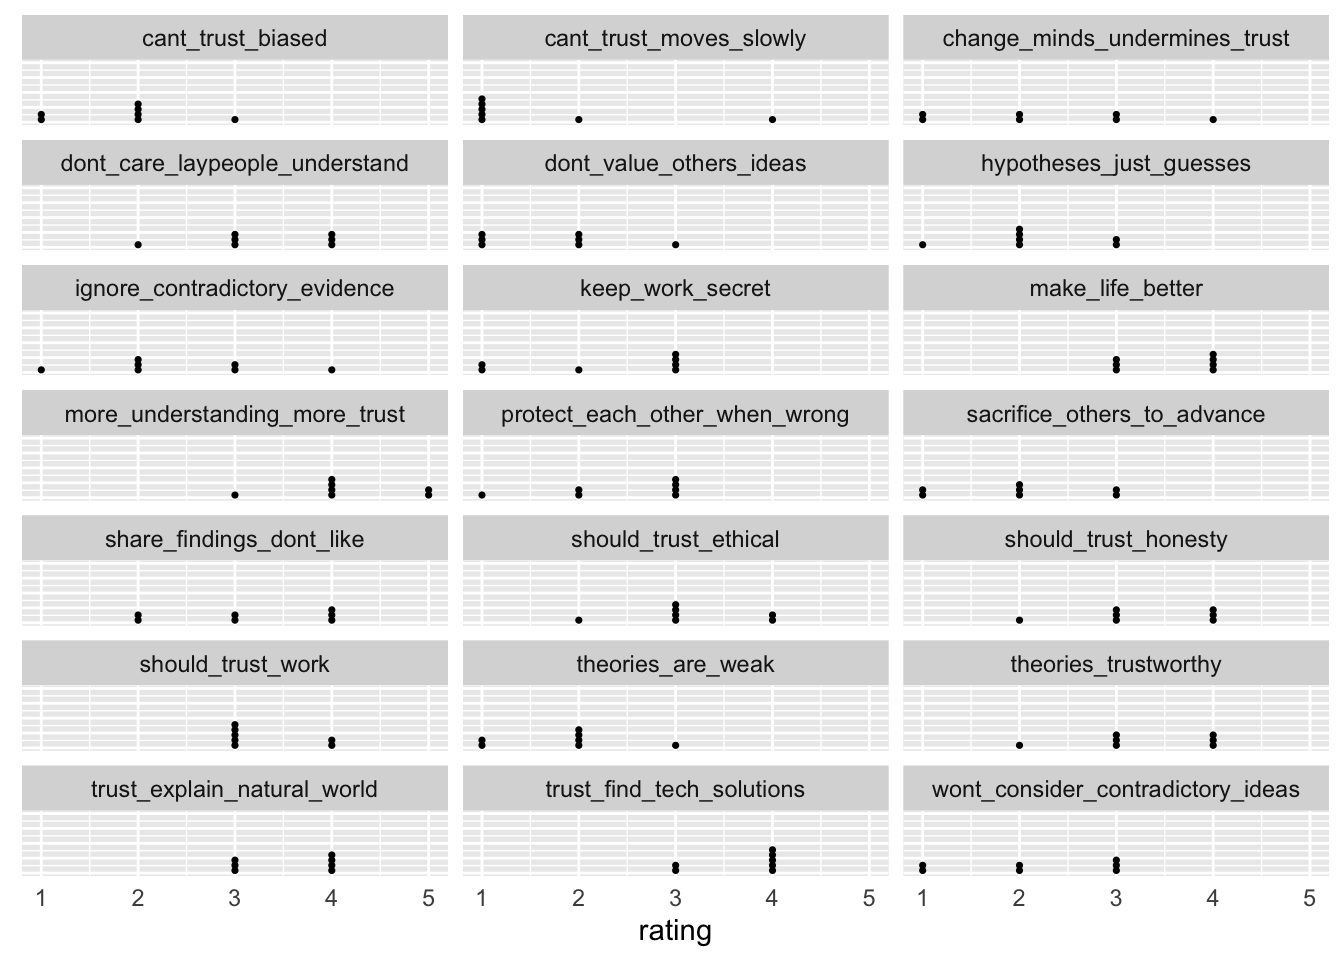 cant_trust_biased
cant_trust_moves_slowly
change_minds_undermines_trust
dont_care_laypeople_understand
dont_value_others_ideas
hypotheses_just_guesses
ignore_contradictory_evidence
keep_work_secret
make_life_better
more_understanding_more_trust
protect_each_other_when_wrong
sacrifice_others_to_advance
share_findings_dont_like
should_trust_ethical
should_trust_honesty
should_trust_work
theories_are_weak
theories_trustworthy
trust_explain_natural_world
trust_find_tech_solutions
wont_consider_contradictory_ideas
1 2 3 4 5
1 2 3 4 5
1 2 3 4 5
rating